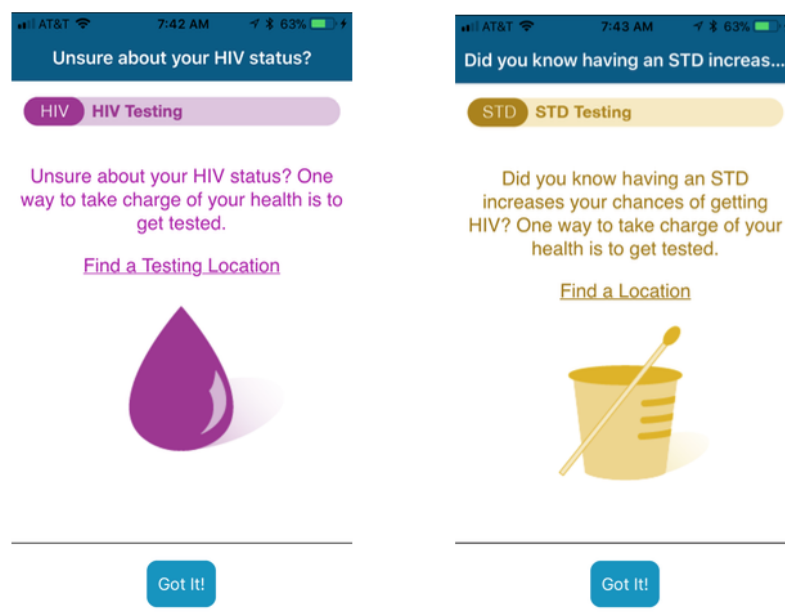 AT&T 7:42 AM 63%
Unsure about your HIV status?
HIV HIV Testing
Unsure about your HIV status? One
way to take charge of your health is to
get tested.
Find a Testing Location
Got It!
AT&T 7:43 AM 63%
Did you know having an STD increas...
STD STD Testing
Did you know having an STD
increases your chances of getting
HIV? One way to take charge of your
health is to get tested.
Find a Location
Got It!